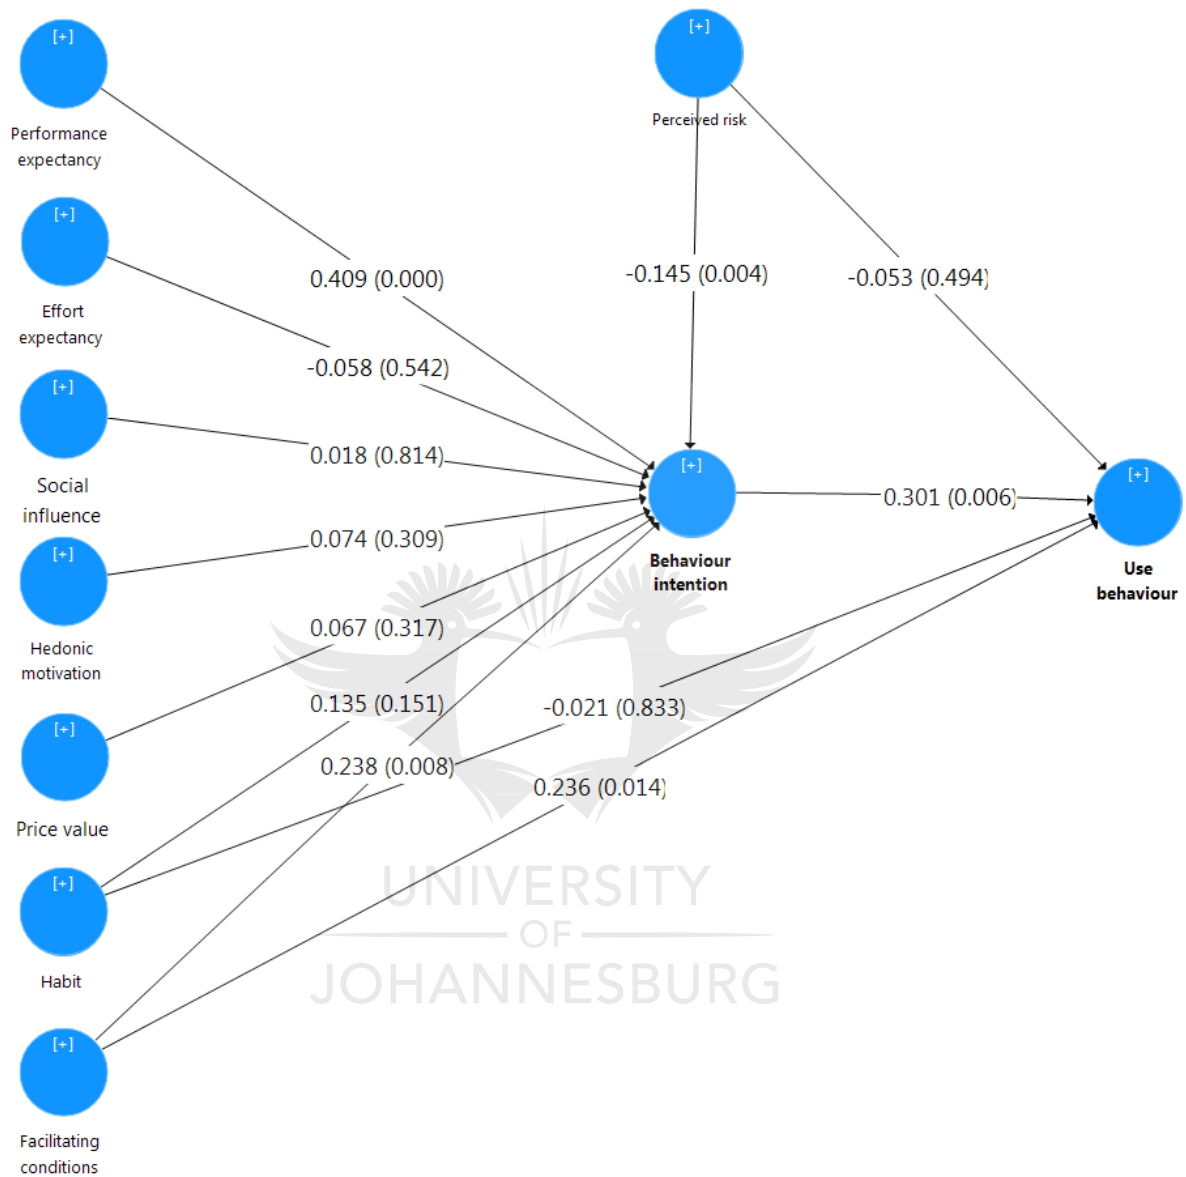 [+]
Performance
expectancy
[+]
Perceived risk
[+]
Effort
expectancy
0.409 (0.000)
-0.145 (0.004)
-0.053 (0.494)
-0.058 (0.542)
[+]
Social
influence
0.018 (0.814)
[+]
Behaviour
intention
0.301 (0.006)
[+]
Use
behaviour
[+]
Hedonic
motivation
0.074 (0.309)
0.067 (0.317)
[+]
Price value
0.135 (0.151)
-0.021 (0.833)
0.238 (0.008)
0.236 (0.014)
[+]
Habit
UNIVERSITY
OF
JOHANNESBURG
[+]
Facilitating
conditions